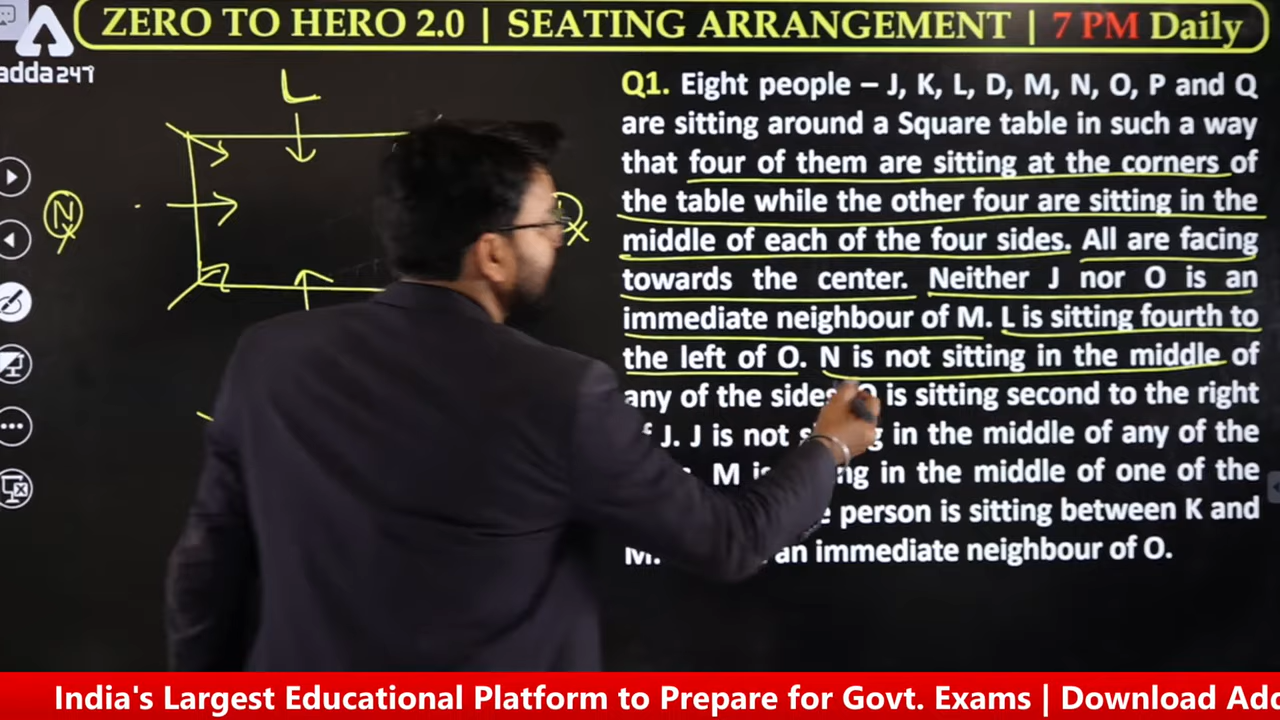 ZERO TO HERO 2.0 | SEATING ARRANGEMENT | 7 PM Daily
adda247
L
N
Q1. Eight people – J, K, L, D, M, N, O, P and Q
are sitting around a Square table in such a way
that four of them are sitting at the corners of
the table while the other four are sitting in the
middle of each of the four sides. All are facing
towards the center. Neither J nor O is an
immediate neighbour of M. L is sitting fourth to
the left of O. N is not sitting in the middle of
any of the sides is sitting second to the right
J. J is not in the middle of any of the
M in the middle of one of the
person is sitting between K and
M. an immediate neighbour of O.
India's Largest Educational Platform to Prepare for Govt. Exams | Download